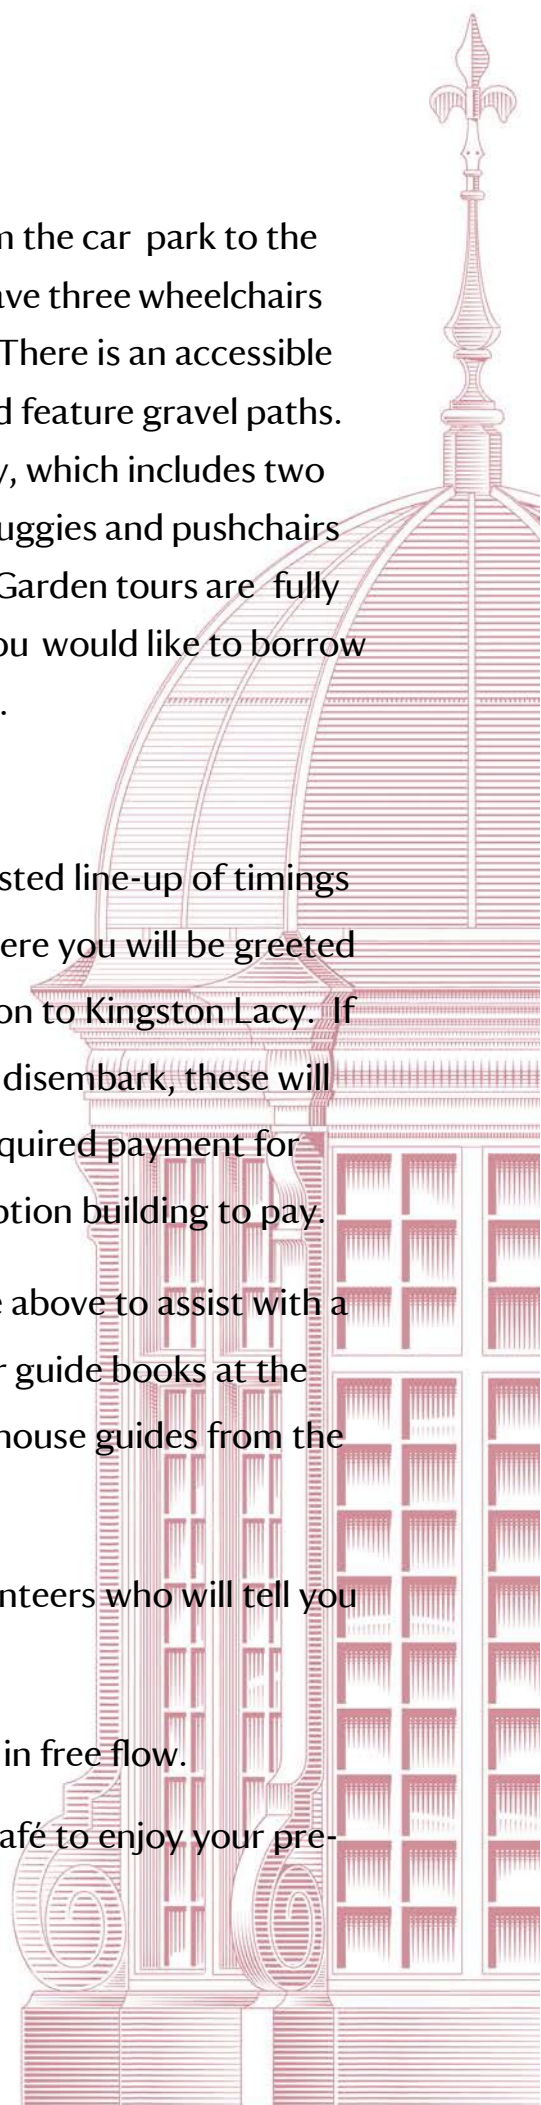 m the car park to the
ave three wheelchairs
There is an accessible
d feature gravel paths.
y, which includes two
uggies and pushchairs
Garden tours are fully
ou would like to borrow
.
sted line-up of timings
ere you will be greeted
on to Kingston Lacy. If
disembark, these will
quired payment for
ption building to pay.
e above to assist with a
r guide books at the
house guides from the
nteers who will tell you
in free flow.
afé to enjoy your pre-